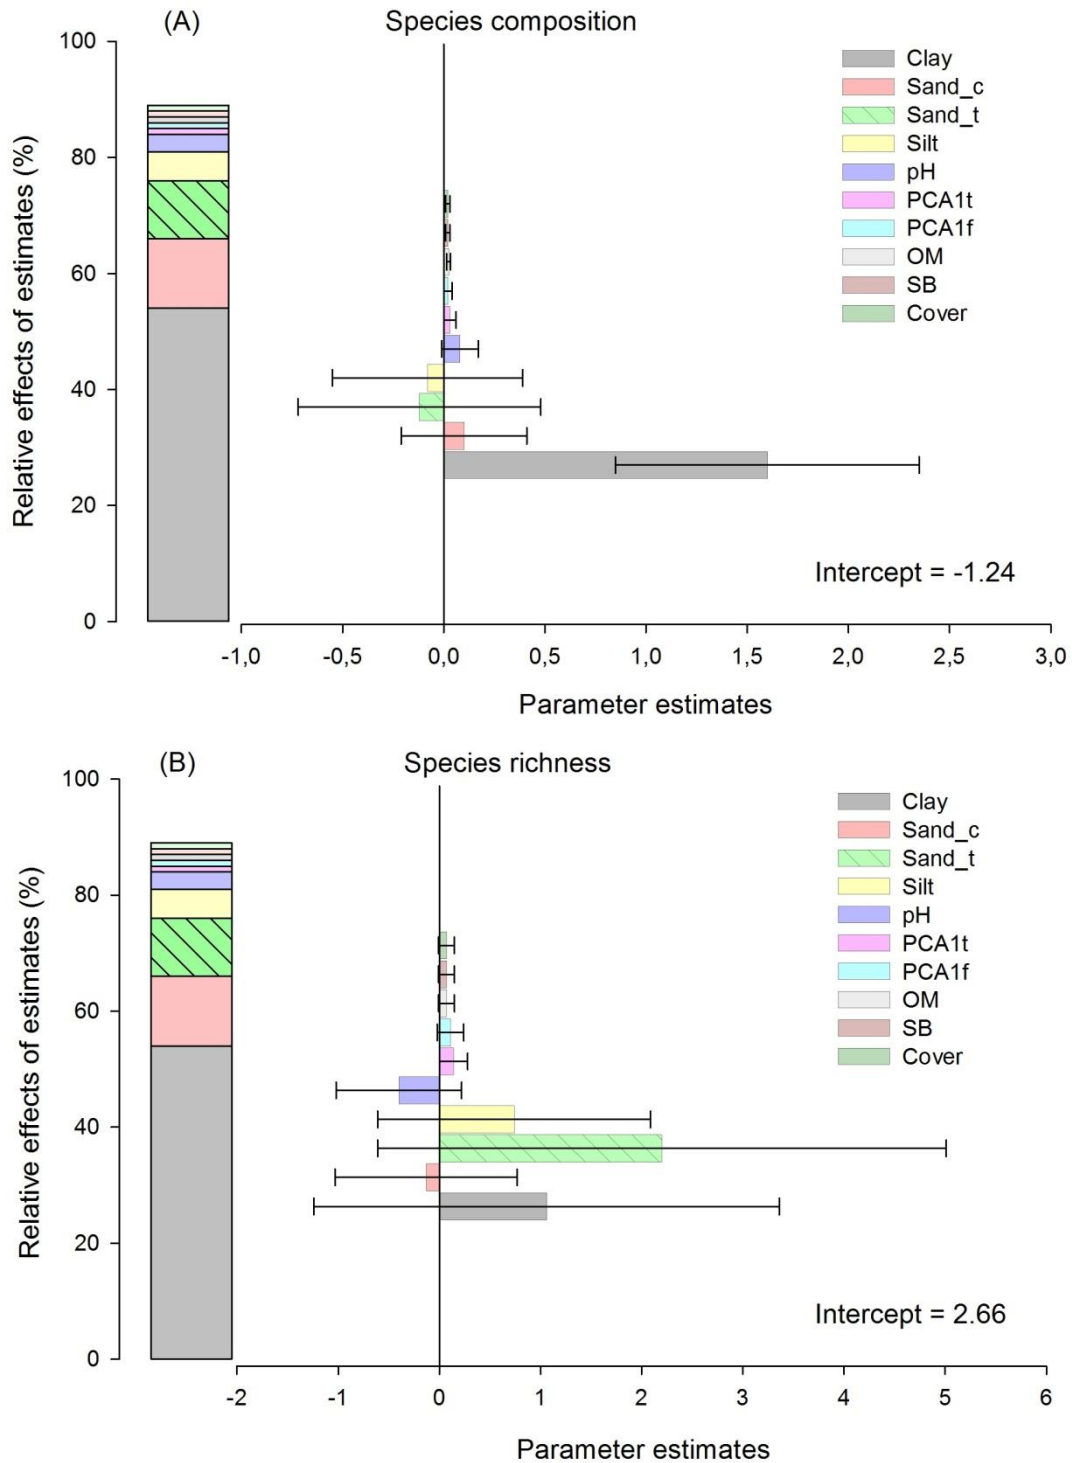 (A)
Species composition
Relative effects of estimates (%)
100
80
60
40
20
0
Clay
Sand_c
Sand_t
Silt
pH
PCA1t
PCA1f
OM
SB
Cover
Intercept = -1.24
-1,0
-0,5
0,0
0,5
1,0
1,5
2,0
2,5
3,0
Parameter estimates
(B)
Species richness
Relative effects of estimates (%)
100
80
60
40
20
0
Clay
Sand_c
Sand_t
Silt
pH
PCA1t
PCA1f
OM
SB
Cover
Intercept = 2.66
-2
-1
0
1
2
3
4
5
6
Parameter estimates